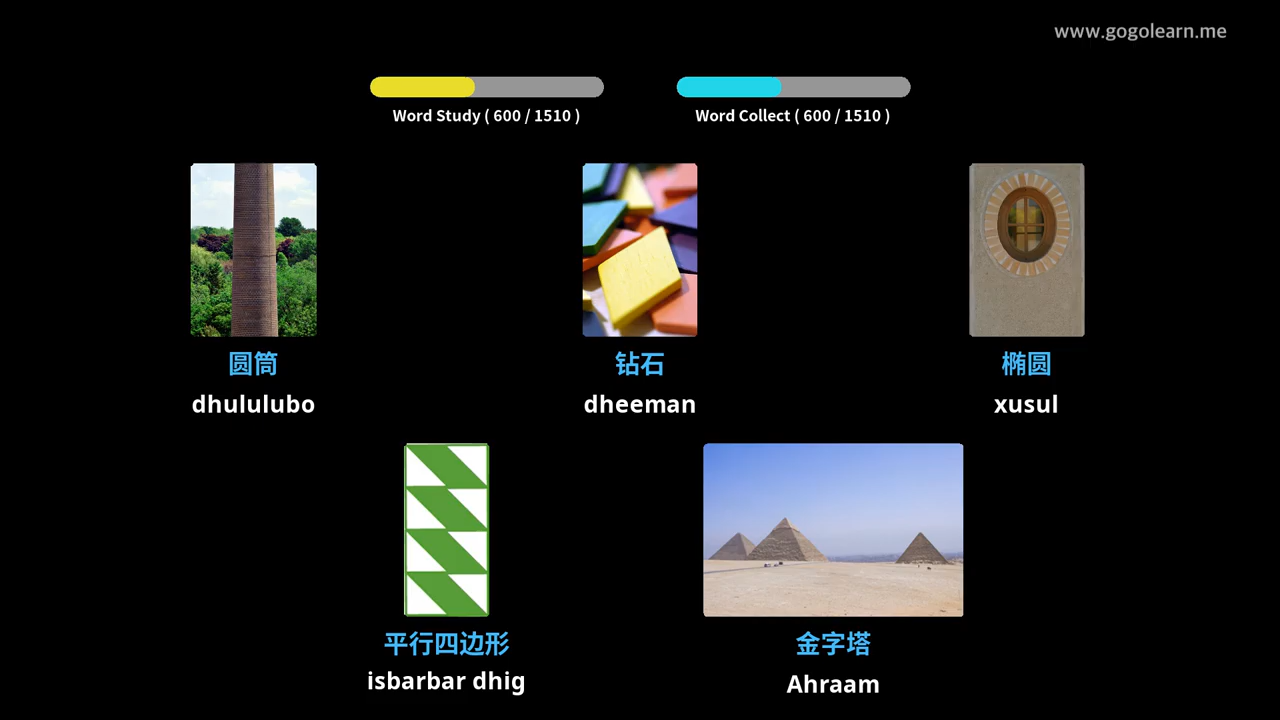 www.gogolearn.me
Word Study ( 600 / 1510 )
Word Collect ( 600 / 1510 )
圆筒
钻石
椭圆
dhululubo
dheeman
xusul
平行四边形
金字塔
isbarbar dhig
Ahraam